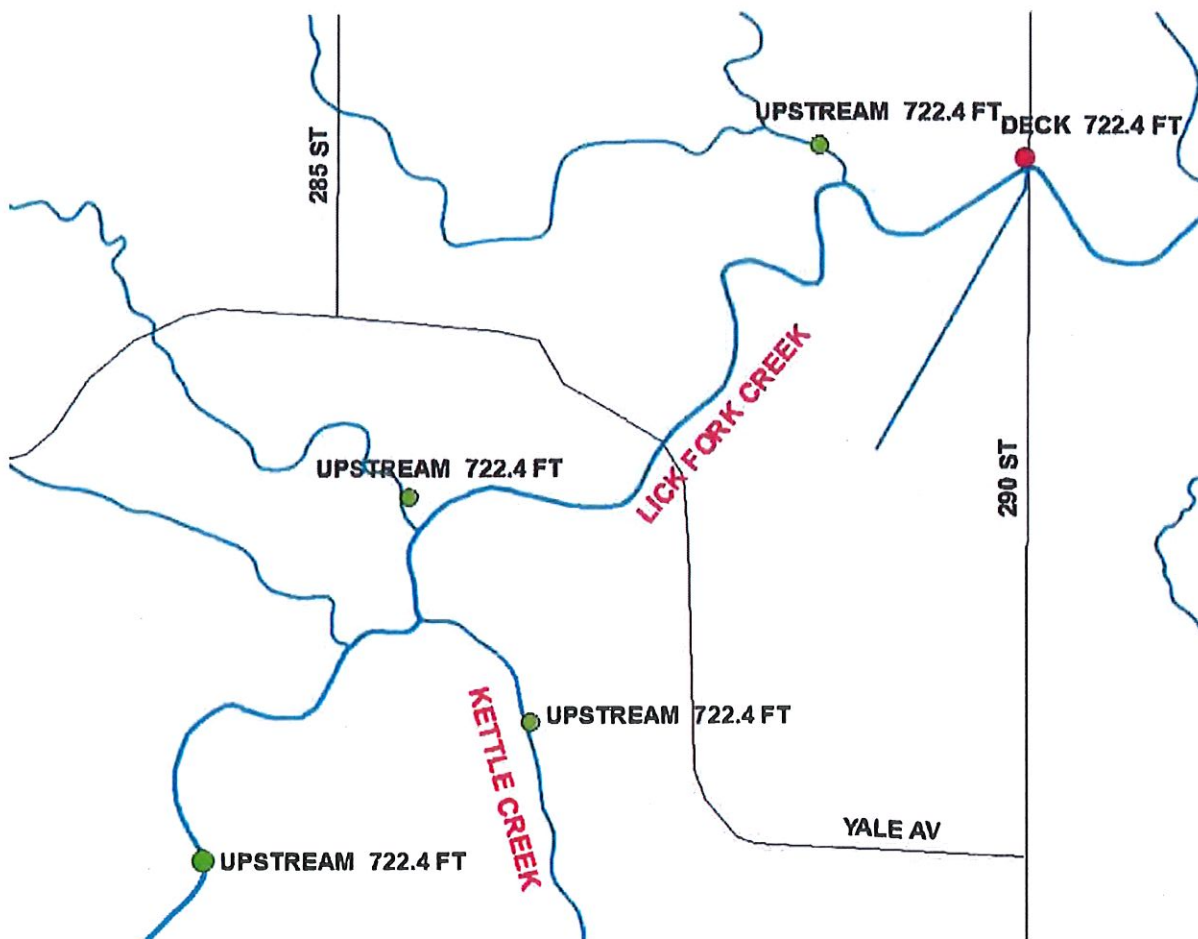 UPSTREAM 722.4 FT
DECK 722.4 FT
285 ST
LICK FORK CREEK
290 ST
UPSTREAM 722.4 FT
KETTLE CREEK
UPSTREAM 722.4 FT
YALE AV
UPSTREAM 722.4 FT